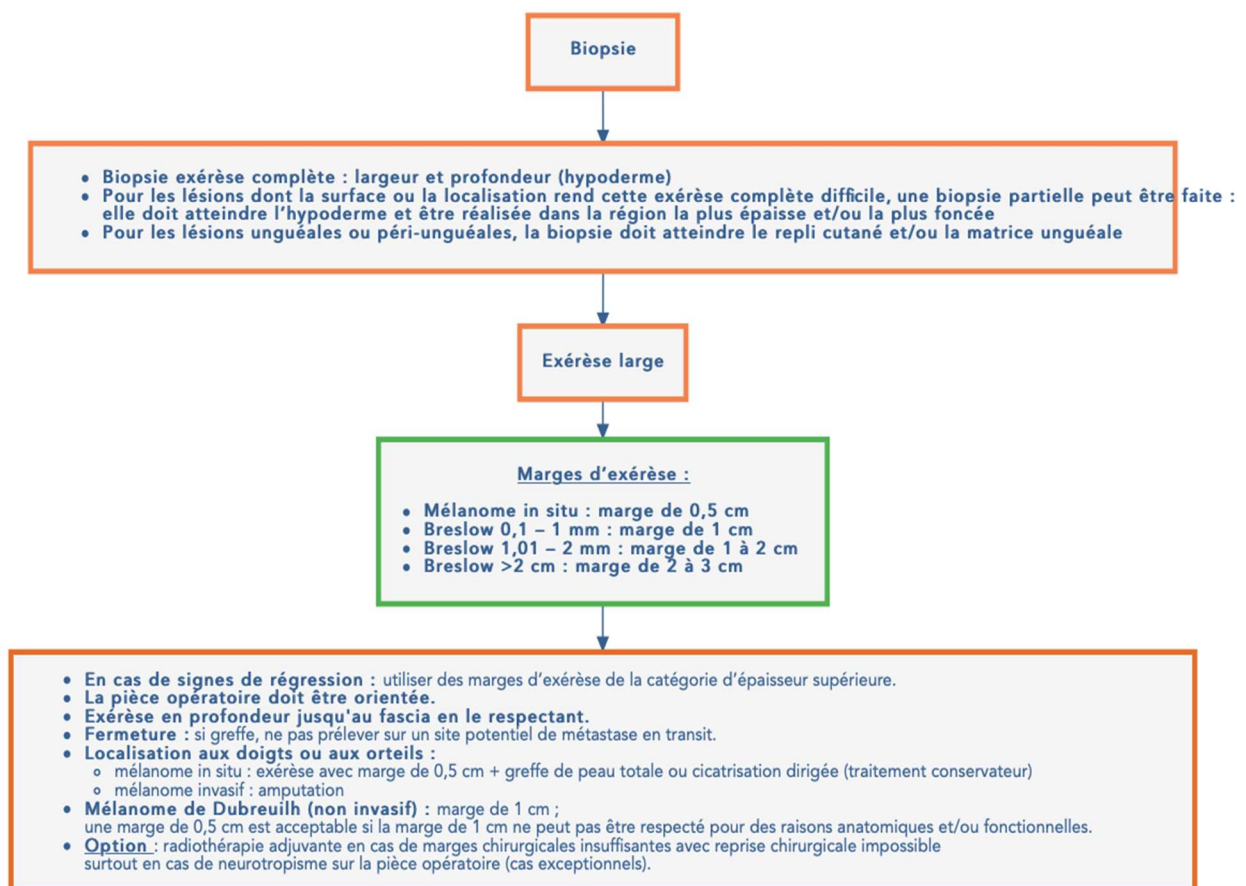 Biopsie
• Biopsie exérèse complète : largeur et profondeur (hypoderme)
• Pour les lésions dont la surface ou la localisation rend cette exérèse complète difficile, une biopsie partielle peut être faite :
elle doit atteindre l'hypoderme et être réalisée dans la région la plus épaisse et/ou la plus foncée
• Pour les lésions unguéales ou péri-unguéales, la biopsie doit atteindre le repli cutané et/ou la matrice unguéale
Exérèse large
Marges d'exérèse :
• Mélanome in situ : marge de 0,5 cm
• Breslow 0,1 – 1 mm : marge de 1 cm
• Breslow 1,01 – 2 mm : marge de 1 à 2 cm
• Breslow >2 cm : marge de 2 à 3 cm
• En cas de signes de régression : utiliser des marges d'exérèse de la catégorie d'épaisseur supérieure.
• La pièce opératoire doit être orientée.
• Exérèse en profondeur jusqu'au fascia en le respectant.
• Fermeture : si greffe, ne pas prélever sur un site potentiel de métastase en transit.
• Localisation aux doigts ou aux orteils :
○ mélanome in situ : exérèse avec marge de 0,5 cm + greffe de peau totale ou cicatrisation dirigée (traitement conservateur)
○ mélanome invasif : amputation
• Mélanome de Dubreuilh (non invasif) : marge de 1 cm ;
une marge de 0,5 cm est acceptable si la marge de 1 cm ne peut pas être respecté pour des raisons anatomiques et/ou fonctionnelles.
• Option : radiothérapie adjuvante en cas de marges chirurgicales insuffisantes avec reprise chirurgicale impossible
surtout en cas de neurotropisme sur la pièce opératoire (cas exceptionnels).